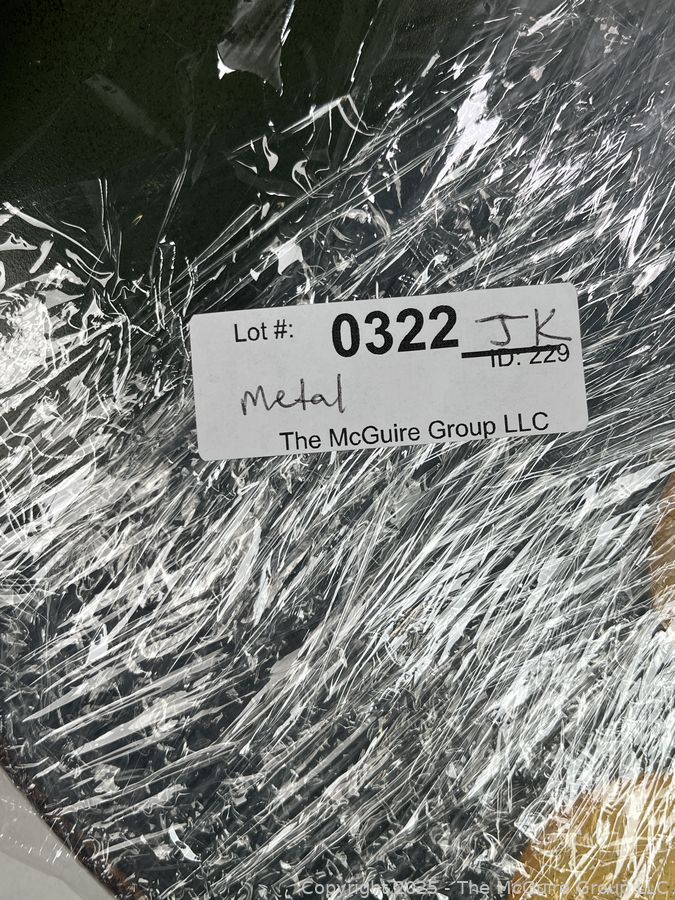 Lot #: 0322 JK
ID: 229
Metal
The McGuire Group LLC
Copyright 2025 - The McGuire Group LLC